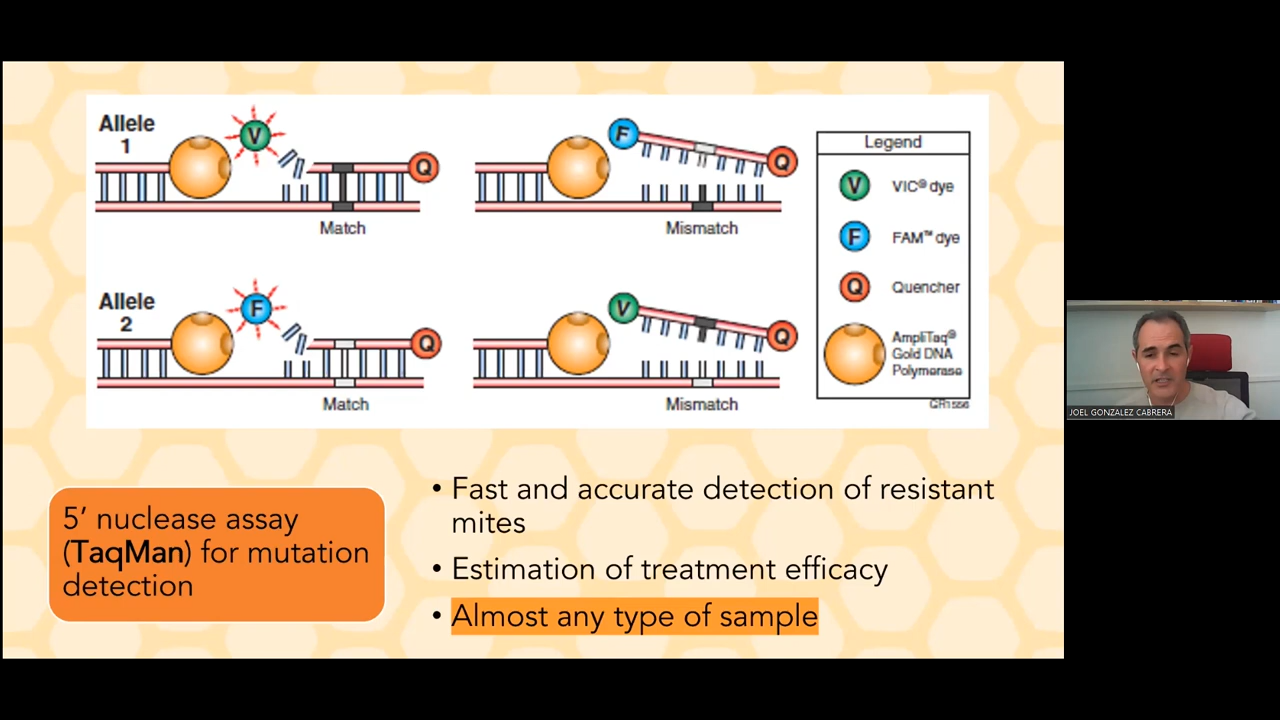 Allele
1
V
Q
Match
F
Q
Mismatch
Legend
V VIC® dye
F FAM™ dye
Q Quencher
AmpliTaq®
Gold DNA
Polymerase
GR1556
Allele
2
F
Q
Match
V
Q
Mismatch
5’ nuclease assay
(TaqMan) for mutation
detection
• Fast and accurate detection of resistant
mites
• Estimation of treatment efficacy
• Almost any type of sample
JOEL GONZALEZ CABRERA